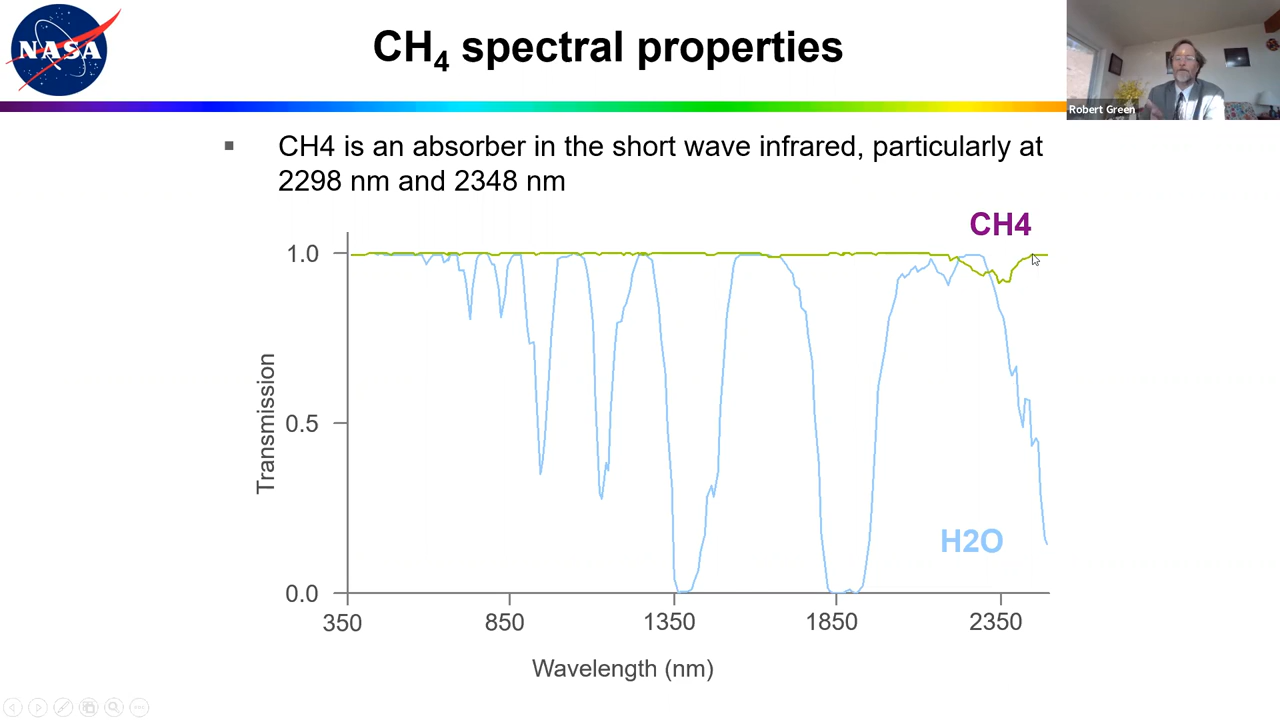 NASA
CH4 spectral properties
Robert Green
▪ CH4 is an absorber in the short wave infrared, particularly at
2298 nm and 2348 nm
CH4
1.0
Transmission
0.5
H2O
0.0
350 850 1350 1850 2350
Wavelength (nm)